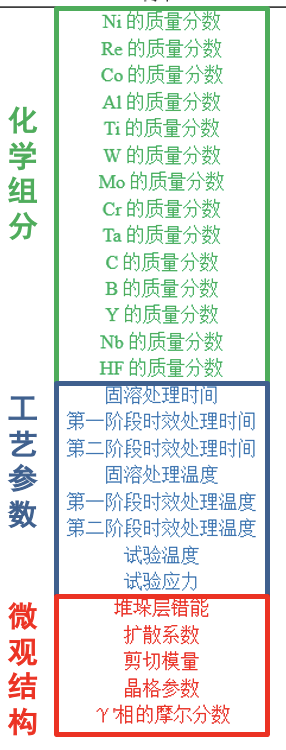 化学组分
Ni 的质量分数
Re 的质量分数
Co 的质量分数
Al 的质量分数
Ti 的质量分数
W 的质量分数
Mo 的质量分数
Cr 的质量分数
Ta 的质量分数
C 的质量分数
B 的质量分数
Y 的质量分数
Nb 的质量分数
HF 的质量分数
工艺参数
固溶处理时间
第一阶段时效处理时间
第二阶段时效处理时间
固溶处理温度
第一阶段时效处理温度
第二阶段时效处理温度
试验温度
试验应力
微观结构
堆垛层错能
扩散系数
剪切模量
晶格参数
γ'相的摩尔分数